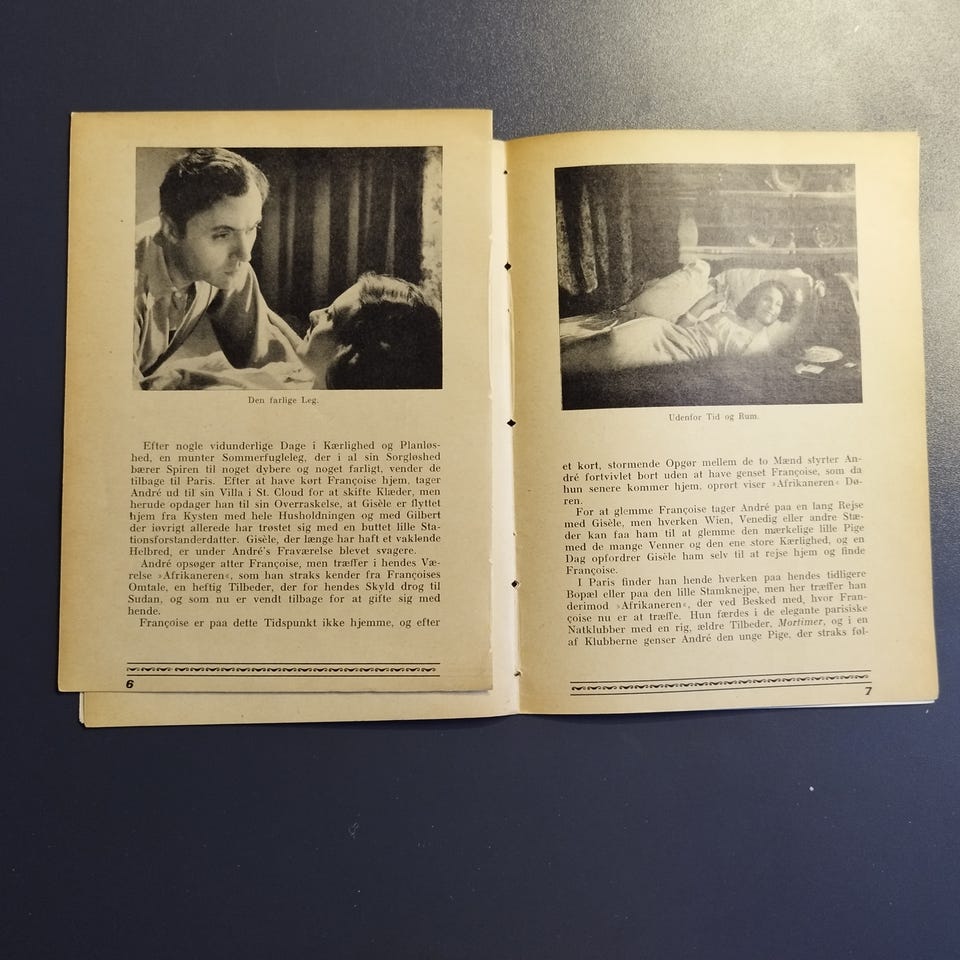 Den farlige Leg.
Efter nogle vidunderlige Dage i Kærlighed og Planløs-
hed, en munter Sommerfugleleg, der i al sin Sorgløshed
bærer Spiren til noget dybere og noget farligt, vender de
tilbage til Paris. Efter at have kørt Françoise hjem, tager
André ud til sin Villa i St. Cloud for at skifte Klæder, men
herude opdager han til sin Overraskelse, at Gisèle er flyttet
hjem fra Kysten med hele Husholdningen og med Gilbert
der iøvrigt allerede har trøstet sig med en buttet lille Sta-
tionsforstanderdatter. Gisèle, der længe har haft et vaklende
Helbred, er under André's Fraværelse blevet svagere.
André opsøger atter Françoise, men træffer i hendes Væ-
relse »Afrikaneren«, som han straks kender fra Françoises
Omtale, en heftig Tilbeder, der for hendes Skyld drog til
Sudan, og som nu er vendt tilbage for at gifte sig med
hende.
Françoise er paa dette Tidspunkt ikke hjemme, og efter
6
Udenfor Tid og Rum.
et kort, stormende Opgør mellem de to Mænd styrter An-
dré fortvivlet bort uden at have genset Françoise, som da
hun senere kommer hjem, oprørt viser »Afrikaneren« Dø-
ren.
For at glemme Françoise tager André paa en lang Rejse
med Gisèle, men hverken Wien, Venedig eller andre Stæ-
der kan faa ham til at glemme den mærkelige lille Pige
med de mange Venner og den ene store Kærlighed, og en
Dag opfordrer Gisèle ham selv til at rejse hjem og finde
Françoise.
I Paris finder han hende hverken paa hendes tidligere
Bopæl eller paa den lille Stamknejpe, men her træffer han
derimod »Afrikaneren«, der ved Besked med, hvor Fran-
çoise nu er at træffe. Hun færdes i de elegante parisiske
Natklubber med en rig, ældre Tilbeder, Mortimer, og i en
af Klubberne genser André den unge Pige, der straks føl-
7